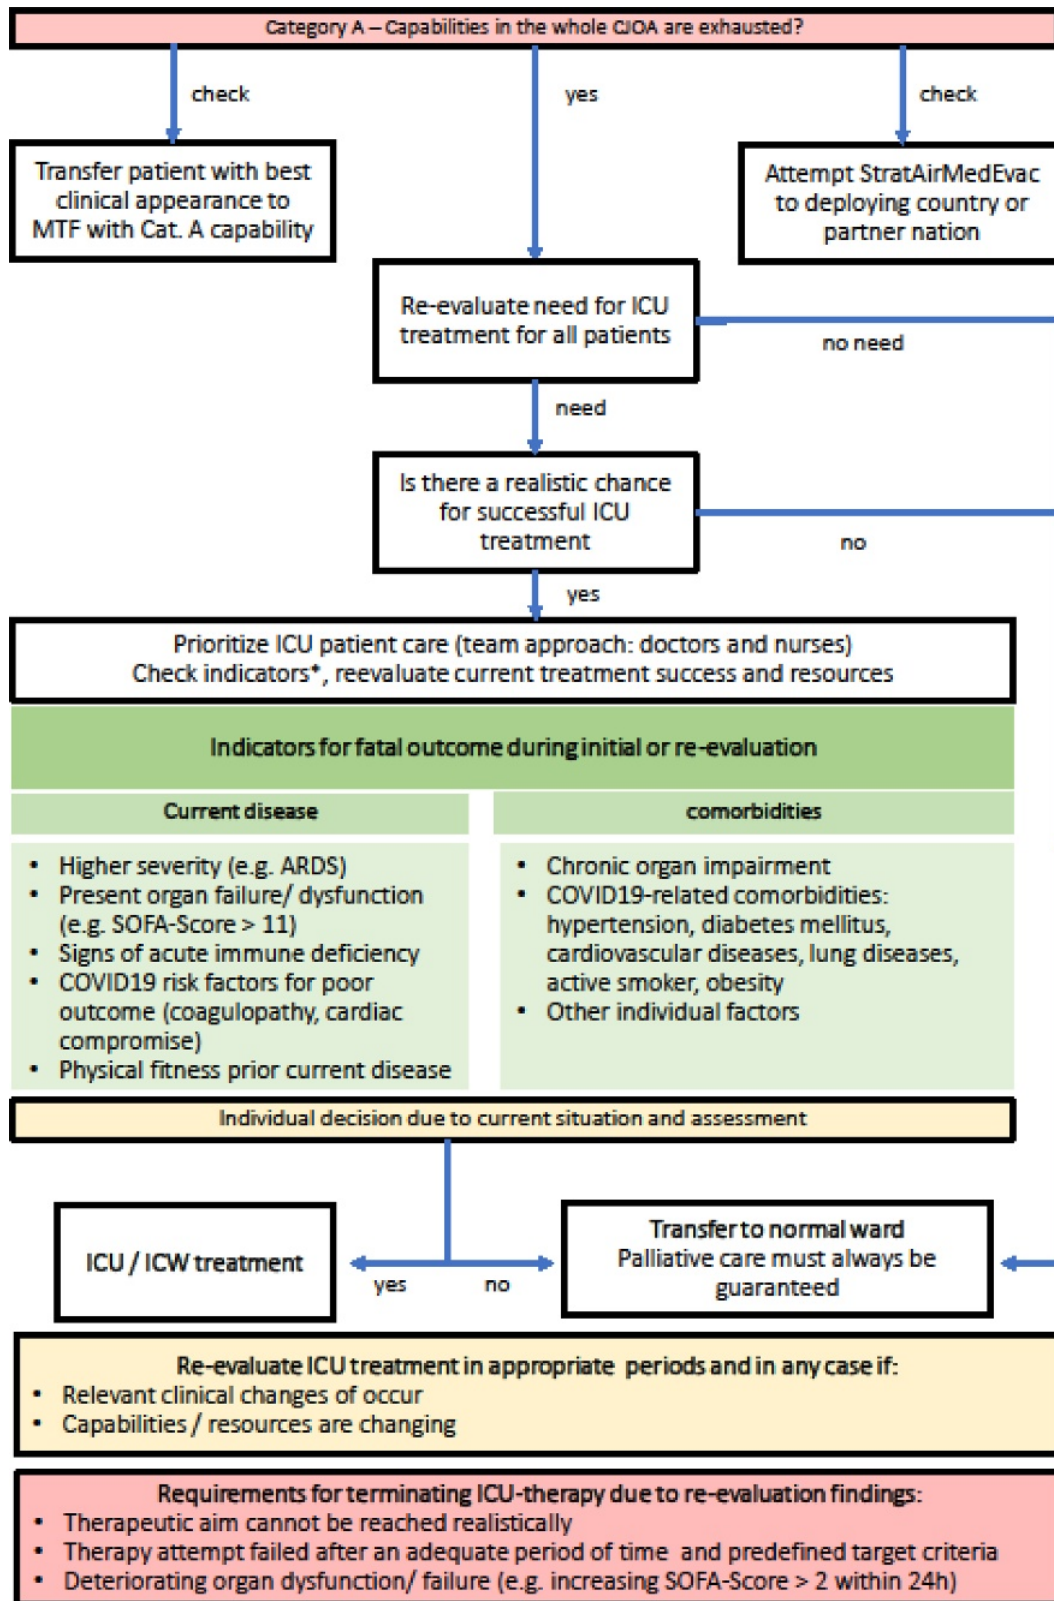 Category A – Capabilities in the whole CJOA are exhausted?
check
yes
check
Transfer patient with best
clinical appearance to
MTF with Cat. A capability
Attempt StratAirMedEvac
to deploying country or
partner nation
Re-evaluate need for ICU
treatment for all patients
no need
need
Is there a realistic chance
for successful ICU
treatment
no
yes
Prioritize ICU patient care (team approach: doctors and nurses)
Check indicators*, reevaluate current treatment success and resources
Indicators for fatal outcome during initial or re-evaluation
Current disease
• Higher severity (e.g. ARDS)
• Present organ failure/ dysfunction
(e.g. SOFA-Score > 11)
• Signs of acute immune deficiency
• COVID19 risk factors for poor
outcome (coagulopathy, cardiac
compromise)
• Physical fitness prior current disease
comorbidities
• Chronic organ impairment
• COVID19-related comorbidities:
hypertension, diabetes mellitus,
cardiovascular diseases, lung diseases,
active smoker, obesity
• Other individual factors
Individual decision due to current situation and assessment
ICU / ICW treatment
yes
no
Transfer to normal ward
Palliative care must always be
guaranteed
Re-evaluate ICU treatment in appropriate periods and in any case if:
• Relevant clinical changes of occur
• Capabilities / resources are changing
Requirements for terminating ICU-therapy due to re-evaluation findings:
• Therapeutic aim cannot be reached realistically
• Therapy attempt failed after an adequate period of time and predefined target criteria
• Deteriorating organ dysfunction/ failure (e.g. increasing SOFA-Score > 2 within 24h)